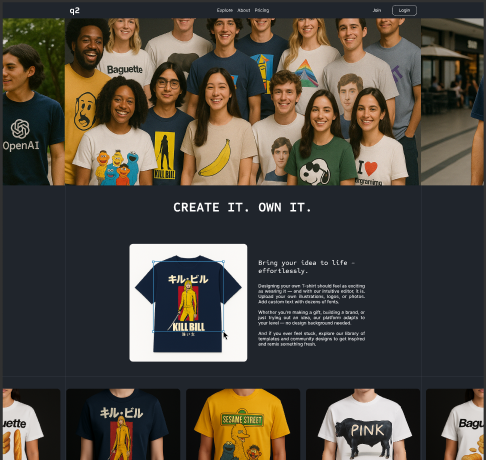 q2
Explore About Pricing
Join
Login
Baguette
OpenAI
KILL BILL
I ❤
CREATE IT. OWN IT.
Bring your idea to life –
effortlessly.
Designing your own T-shirt should feel as exciting
as wearing it — and with our intuitive editor, it is.
Upload your own illustrations, logos, or photos.
Add custom text with dozens of fonts.
Whether you're making a gift, building a brand, or
just trying out an idea, our platform adapts to
your level — no design background needed.
And if you ever feel stuck, explore our library of
templates and community designs to get inspired
and remix something fresh.
キル・ビル
KILL BILL
キル・ビル
SESAME STREET
PINK